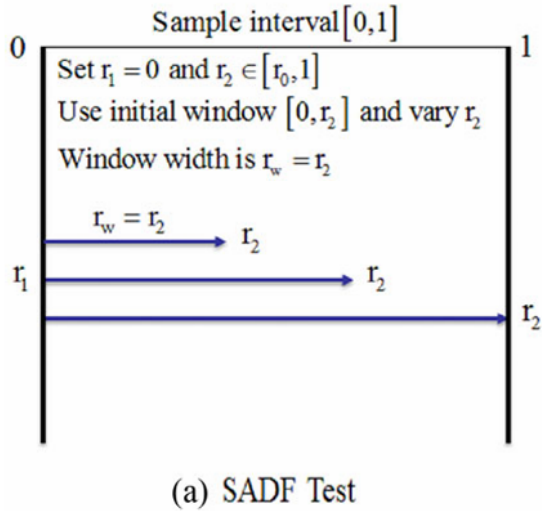 Sample interval[0,1]
0 1
Set r₁ = 0 and r₂ ∈ [r₀,1]
Use initial window [0,r₂] and vary r₂
Window width is r_w = r₂
r_w = r₂
r₂
r₁ r₂
r₂
(a) SADF Test